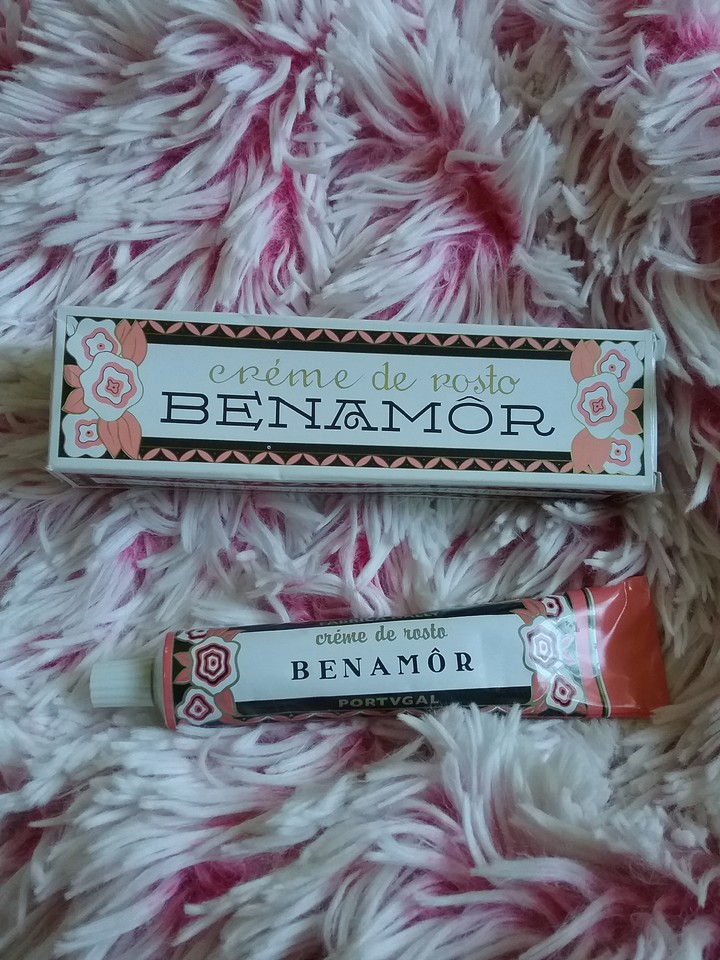 créme de rosto
BENAMÔR
créme de rosto
BENAMÔR
PORTVGAL